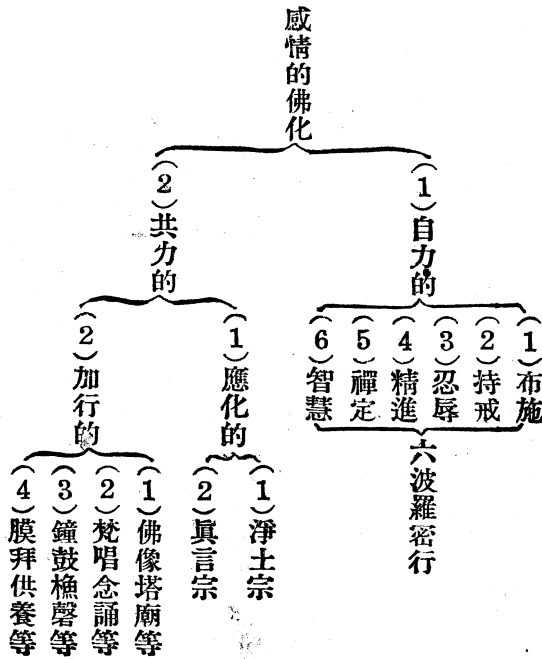 感情的佛化
（1）自力的
（1）布施
（2）持戒
（3）忍辱
（4）精進
（5）禪定
（6）智慧
六波羅密行
（2）共力的
（1）應化的
（1）淨土宗
（2）眞言宗
（2）加行的
（1）佛像塔廟等
（2）梵唱念誦等
（3）鐘鼓樵磬等
（4）膜拜供養等